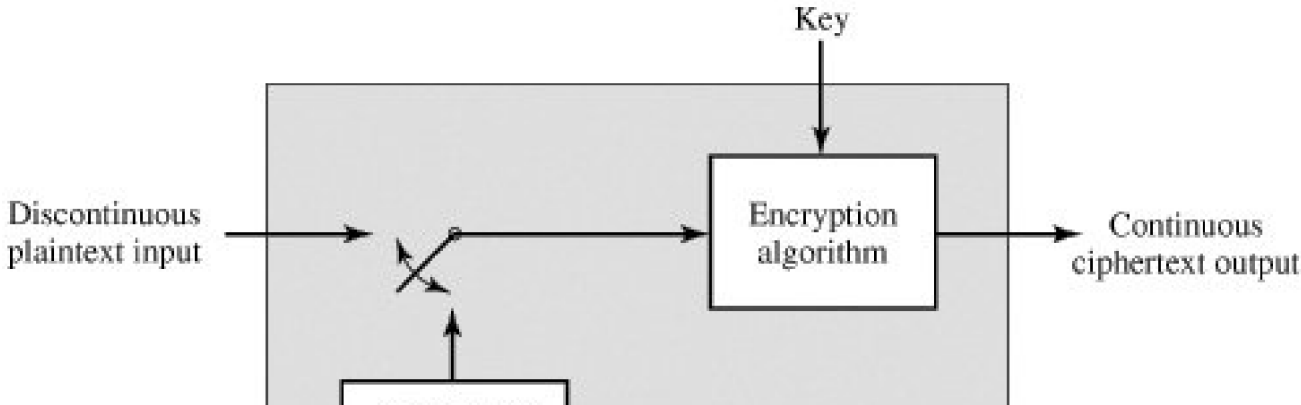 Key
Discontinuous
plaintext input
Encryption
algorithm
Continuous
ciphertext output